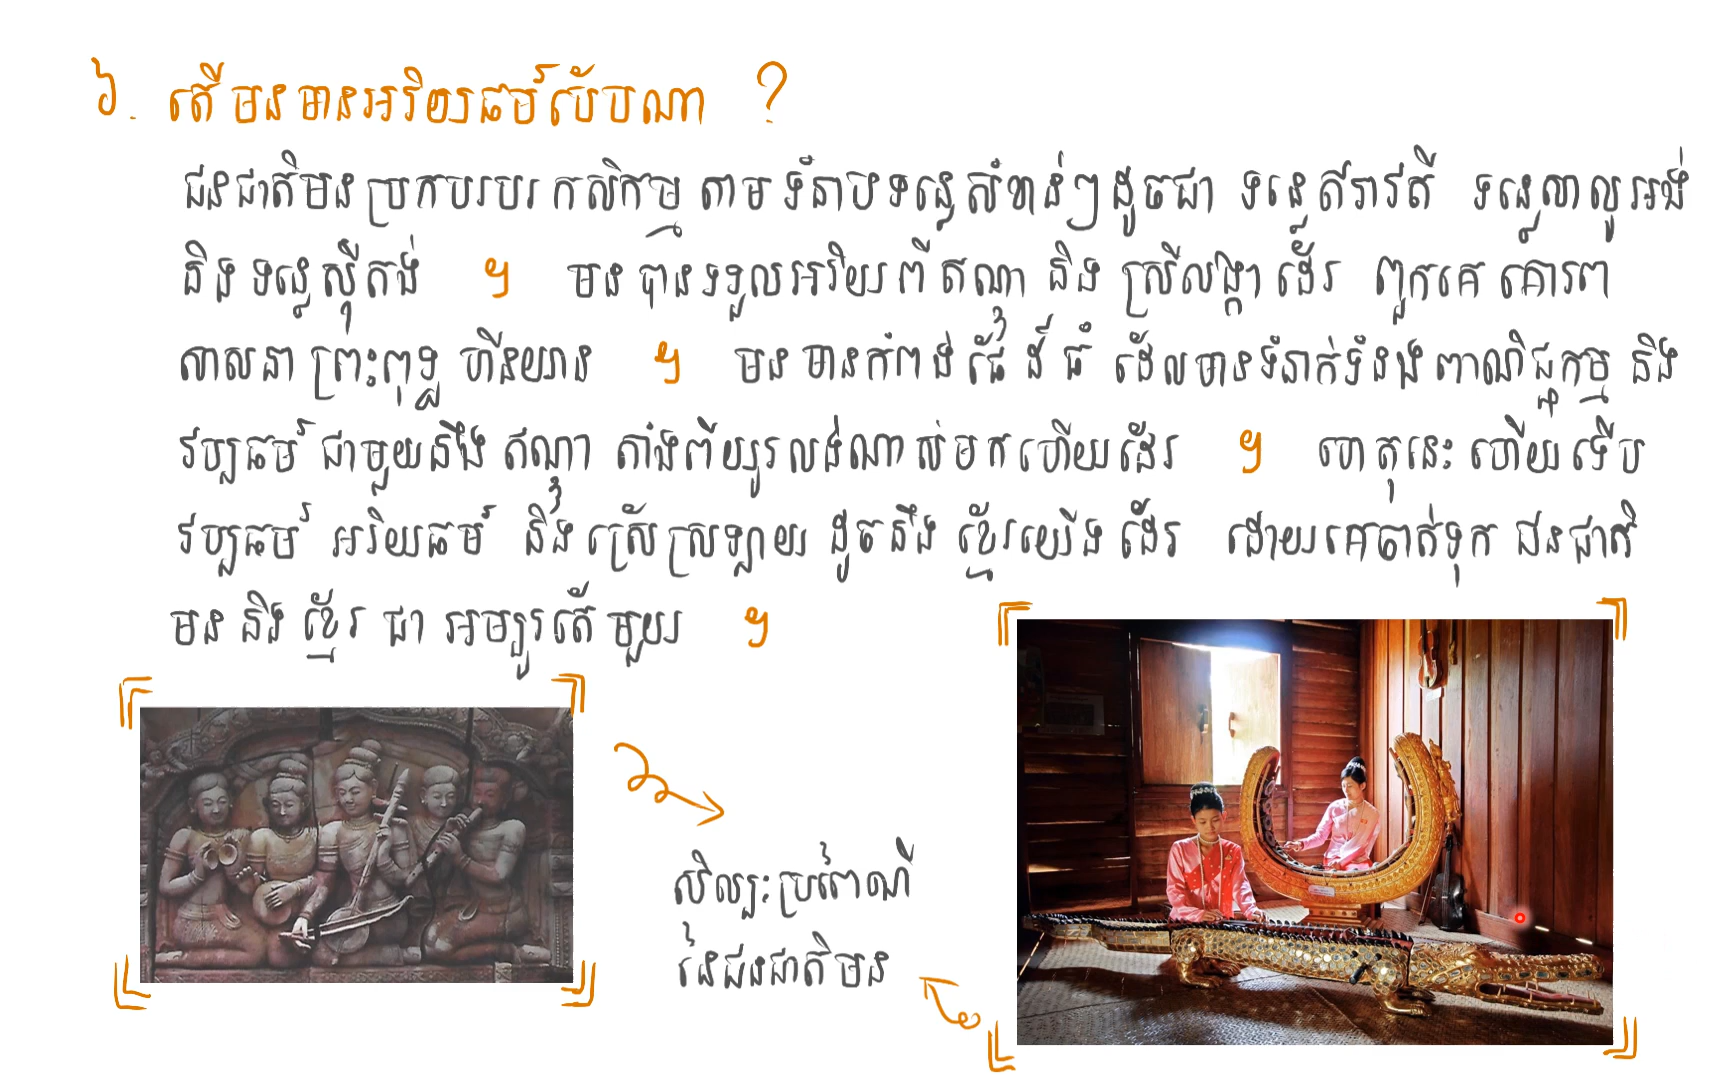 ៦. តើមនមានអរិយធម៌បែបណា ?
ជនជាតិមនប្រកបរបរកសិកម្ម តាមទំនាបទន្លេសំខាន់ៗដូចជា ទន្លេឥរាវតី ទន្លេសាលូអង់
និងទន្លេស៊ីតង់ ។ មនបានទទួលអរិយពីឥណ្ឌា និង ស្រីលង្កាដែរ ពួកគេគោរព
សាសនាព្រះពុទ្ធ ហីនយាន ។ មនមានកំពង់ផែដ៏ធំ ដែលមានទំនាក់ទំនងពាណិជ្ជកម្ម និង
វប្បធម៌ ជាមួយនឹង ឥណ្ឌា តាំងពីយូរលង់ណាស់មកហើយដែរ ។ ហេតុនេះហើយទើប
វប្បធម៌ អរិយធម៌ និង ស្រើស្រឡាយ ដូចនឹង ខ្មែរយើងដែរ ដោយគេចាត់ទុក ជនជាតិ
មន និង ខ្មែរ ជា អម្បូរតែមួយ ។
សិល្បៈប្រពៃណី
នៃជនជាតិមន